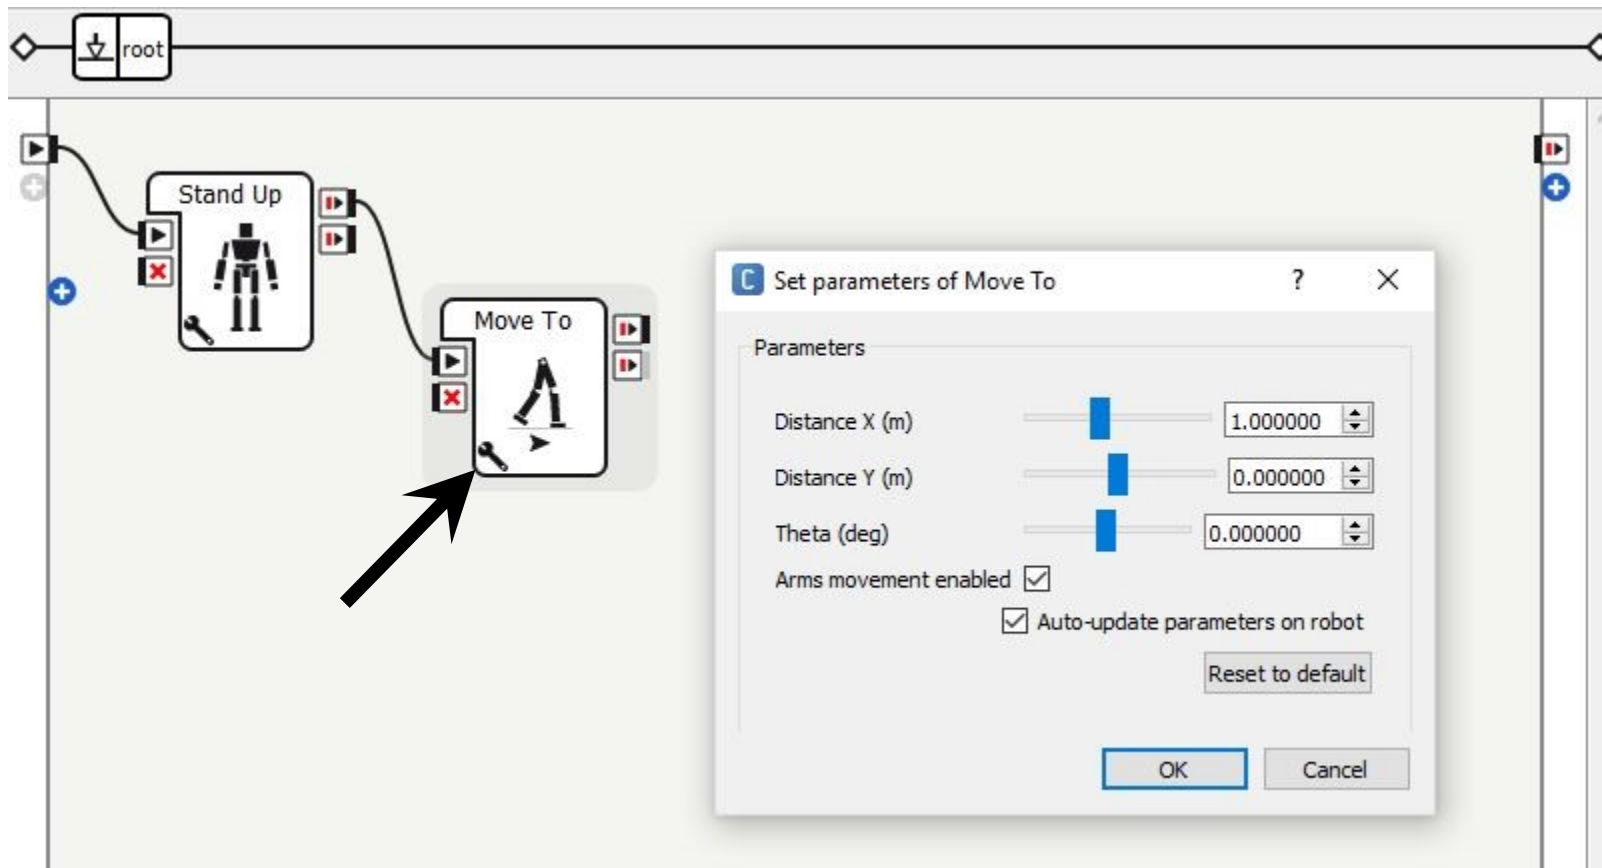 root
Stand Up
Move To
C Set parameters of Move To ?
Parameters
Distance X (m) 1.000000
Distance Y (m) 0.000000
Theta (deg) 0.000000
Arms movement enabled
Auto-update parameters on robot
Reset to default
OK Cancel